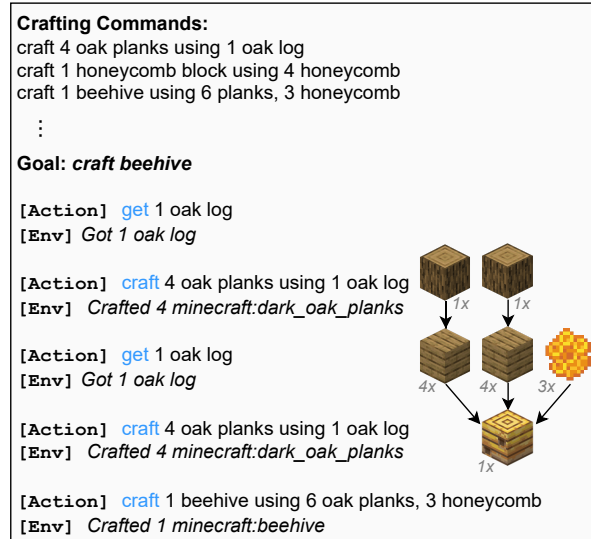 Crafting Commands:
craft 4 oak planks using 1 oak log
craft 1 honeycomb block using 4 honeycomb
craft 1 beehive using 6 planks, 3 honeycomb
⋮
Goal: craft beehive
[Action] get 1 oak log
[Env] Got 1 oak log
[Action] craft 4 oak planks using 1 oak log
[Env] Crafted 4 minecraft:dark_oak_planks
[Action] get 1 oak log
[Env] Got 1 oak log
[Action] craft 4 oak planks using 1 oak log
[Env] Crafted 4 minecraft:dark_oak_planks
[Action] craft 1 beehive using 6 oak planks, 3 honeycomb
[Env] Crafted 1 minecraft:beehive
1x 1x
4x 4x 3x
1x